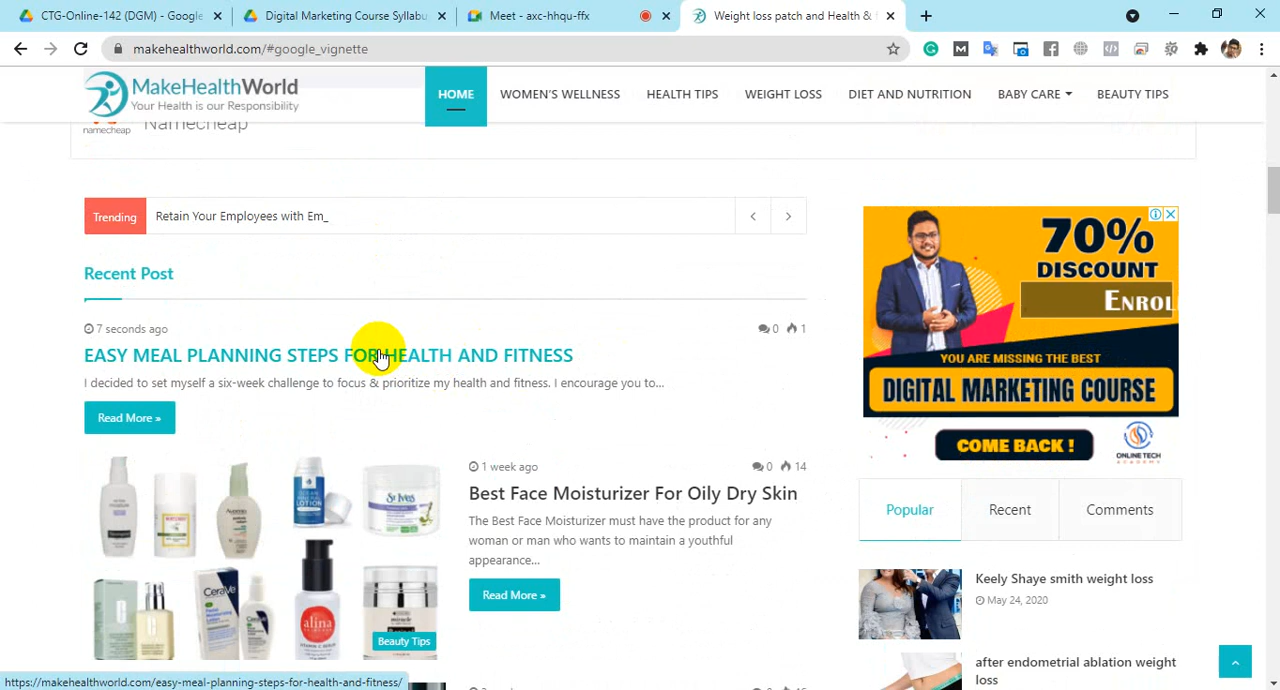 CTG-Online-142 (DGM) - Google D
Digital Marketing Course Syllabu
Meet - axc-hhqu-ffx
Weight loss patch and Health &
makehealthworld.com/#google_vignette
MakeHealthWorld
Your Health is our Responsibility
HOME
WOMEN'S WELLNESS
HEALTH TIPS
WEIGHT LOSS
DIET AND NUTRITION
BABY CARE
BEAUTY TIPS
namecheap
Namecheap
Trending
Retain Your Employees with Em_
Recent Post
7 seconds ago
0
1
EASY MEAL PLANNING STEPS FOR HEALTH AND FITNESS
I decided to set myself a six-week challenge to focus & prioritize my health and fitness. I encourage you to...
Read More »
1 week ago
0
14
Best Face Moisturizer For Oily Dry Skin
The Best Face Moisturizer must have the product for any
woman or man who wants to maintain a youthful
appearance...
Read More »
St Ives
CeraVe
alina
Beauty Tips
70%
DISCOUNT
ENROL
YOU ARE MISSING THE BEST
DIGITAL MARKETING COURSE
COME BACK !
ONLINE TECH
ACADEMY
Popular
Recent
Comments
Keely Shaye smith weight loss
May 24, 2020
after endometrial ablation weight
loss
https://makehealthworld.com/easy-meal-planning-steps-for-health-and-fitness/